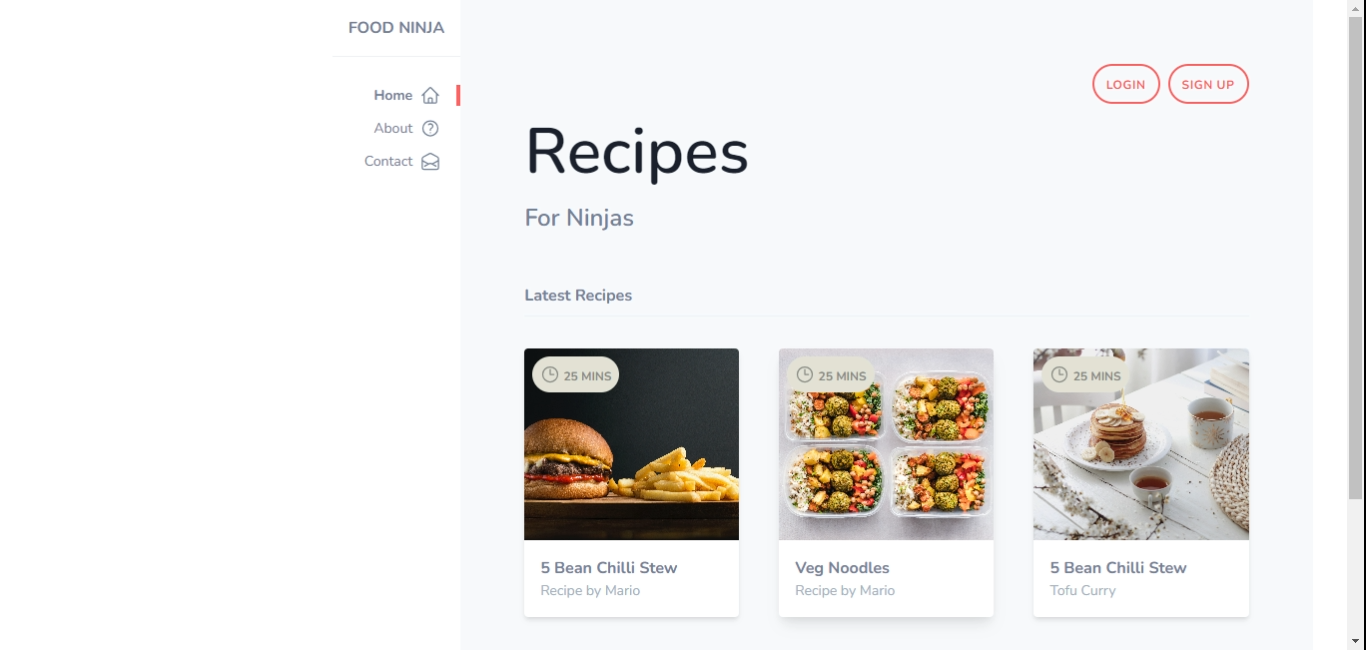 FOOD NINJA
Home
About
Contact
LOGIN
SIGN UP
Recipes
For Ninjas
Latest Recipes
25 MINS
5 Bean Chilli Stew
Recipe by Mario
25 MINS
Veg Noodles
Recipe by Mario
25 MINS
5 Bean Chilli Stew
Tofu Curry